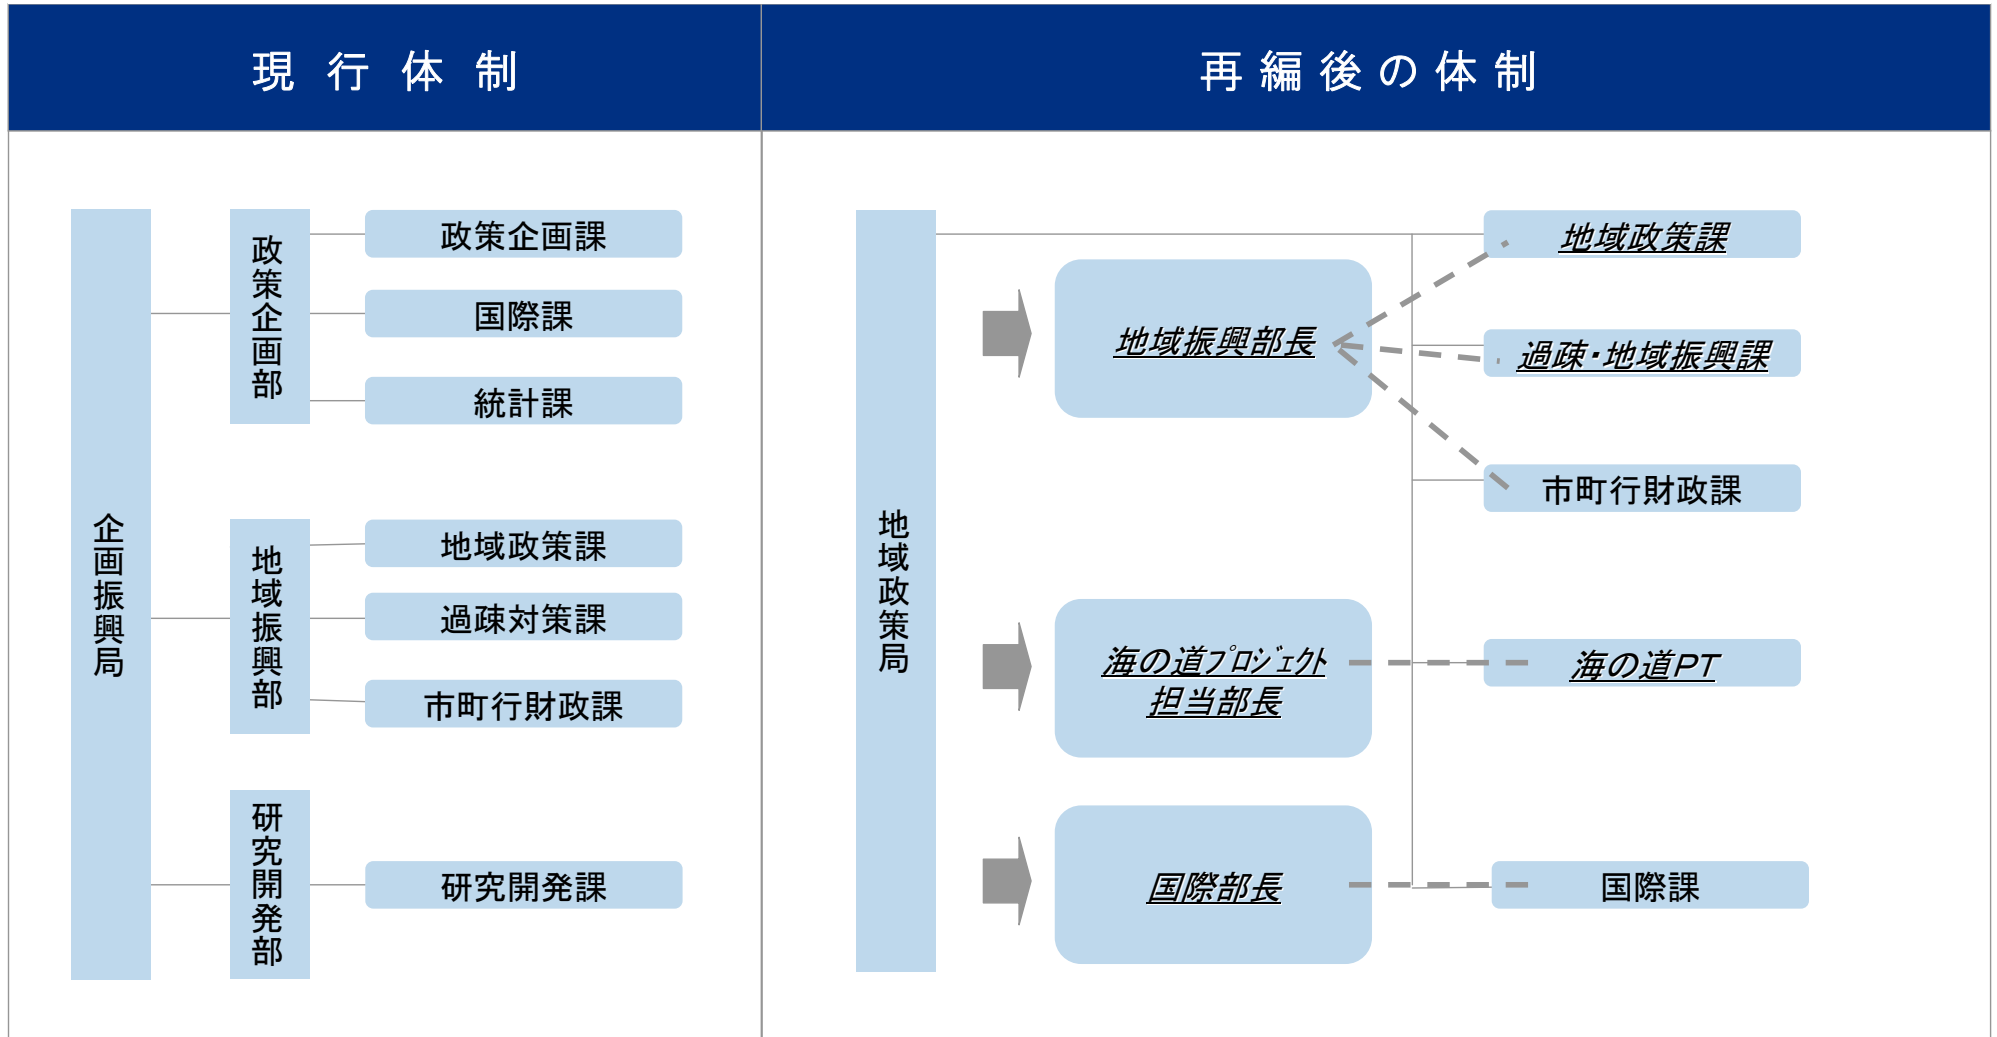 現行体制
再編後の体制
企画振興局
政策企画部
政策企画課
国際課
統計課
地域振興部
地域政策課
過疎対策課
市町行財政課
研究開発部
研究開発課
地域政策局
地域振興部長
地域政策課
過疎・地域振興課
市町行財政課
海の道ﾌﾟﾛｼﾞｪｸﾄ
担当部長
海の道PT
国際部長
国際課